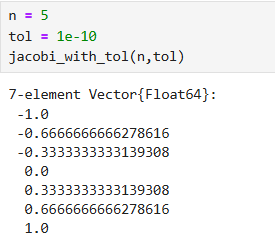 n = 5
tol = 1e-10
jacobi_with_tol(n,tol)
7-element Vector{Float64}:
-1.0
-0.6666666666278616
-0.3333333333139308
0.0
0.3333333333139308
0.6666666666278616
1.0